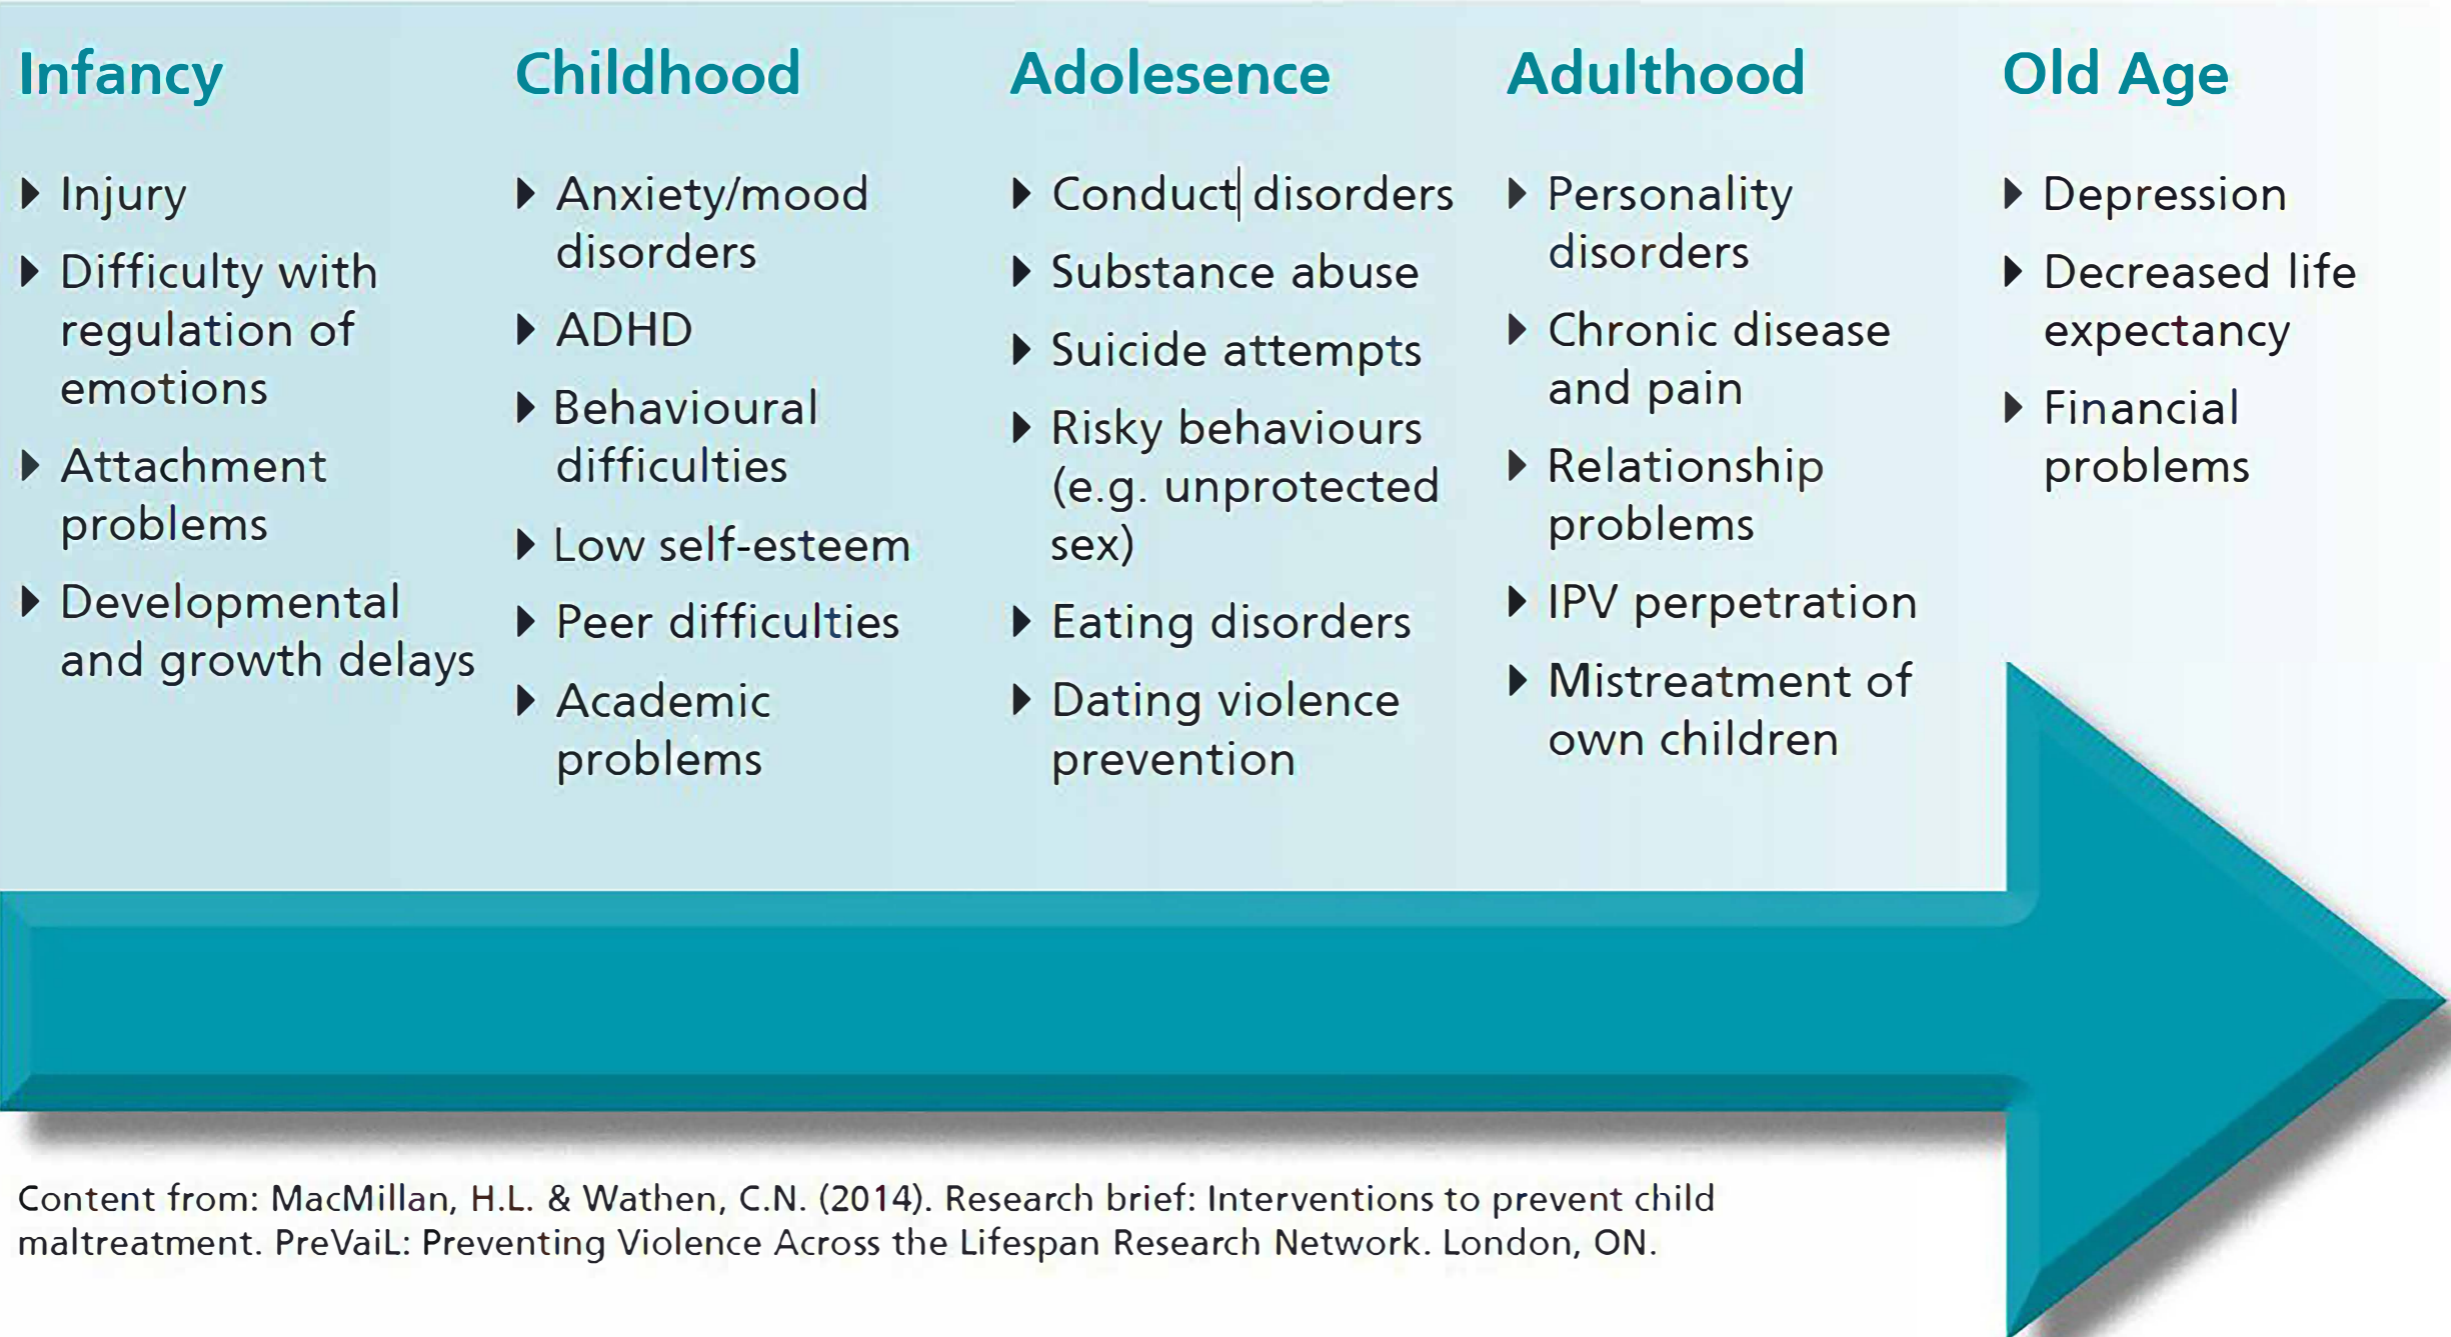 Infancy
Injury
Difficulty with
regulation of
emotions
Attachment
problems
Developmental
and growth delays
Childhood
Anxiety/mood
disorders
ADHD
Behavioural
difficulties
Low self-esteem
Peer difficulties
Academic
problems
Adolesence
Conduct disorders
Substance abuse
Suicide attempts
Risky behaviours
(e.g. unprotected
sex)
Eating disorders
Dating violence
prevention
Adulthood
Personality
disorders
Chronic disease
and pain
Relationship
problems
IPV perpetration
Mistreatment of
own children
Old Age
Depression
Decreased life
expectancy
Financial
problems
Content from: MacMillan, H.L. & Wathen, C.N. (2014). Research brief: Interventions to prevent child
maltreatment. PreVaiL: Preventing Violence Across the Lifespan Research Network. London, ON.